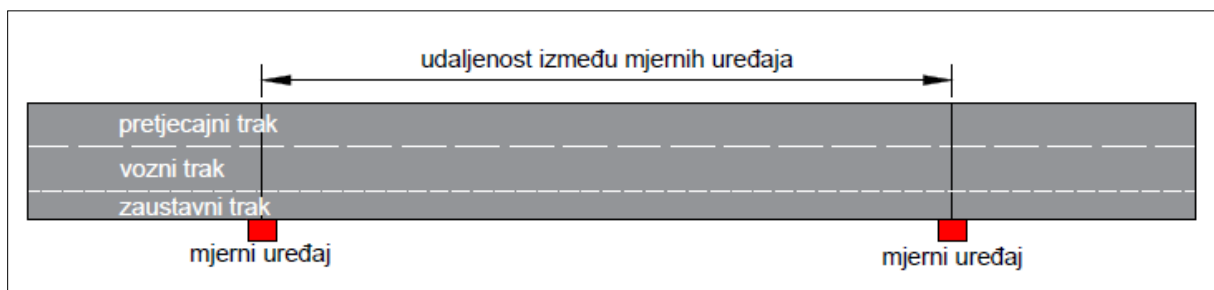 udaljenost između mjernih uređaja
pretjecajni trak
vozni trak
zaustavni trak
mjerni uređaj
mjerni uređaj